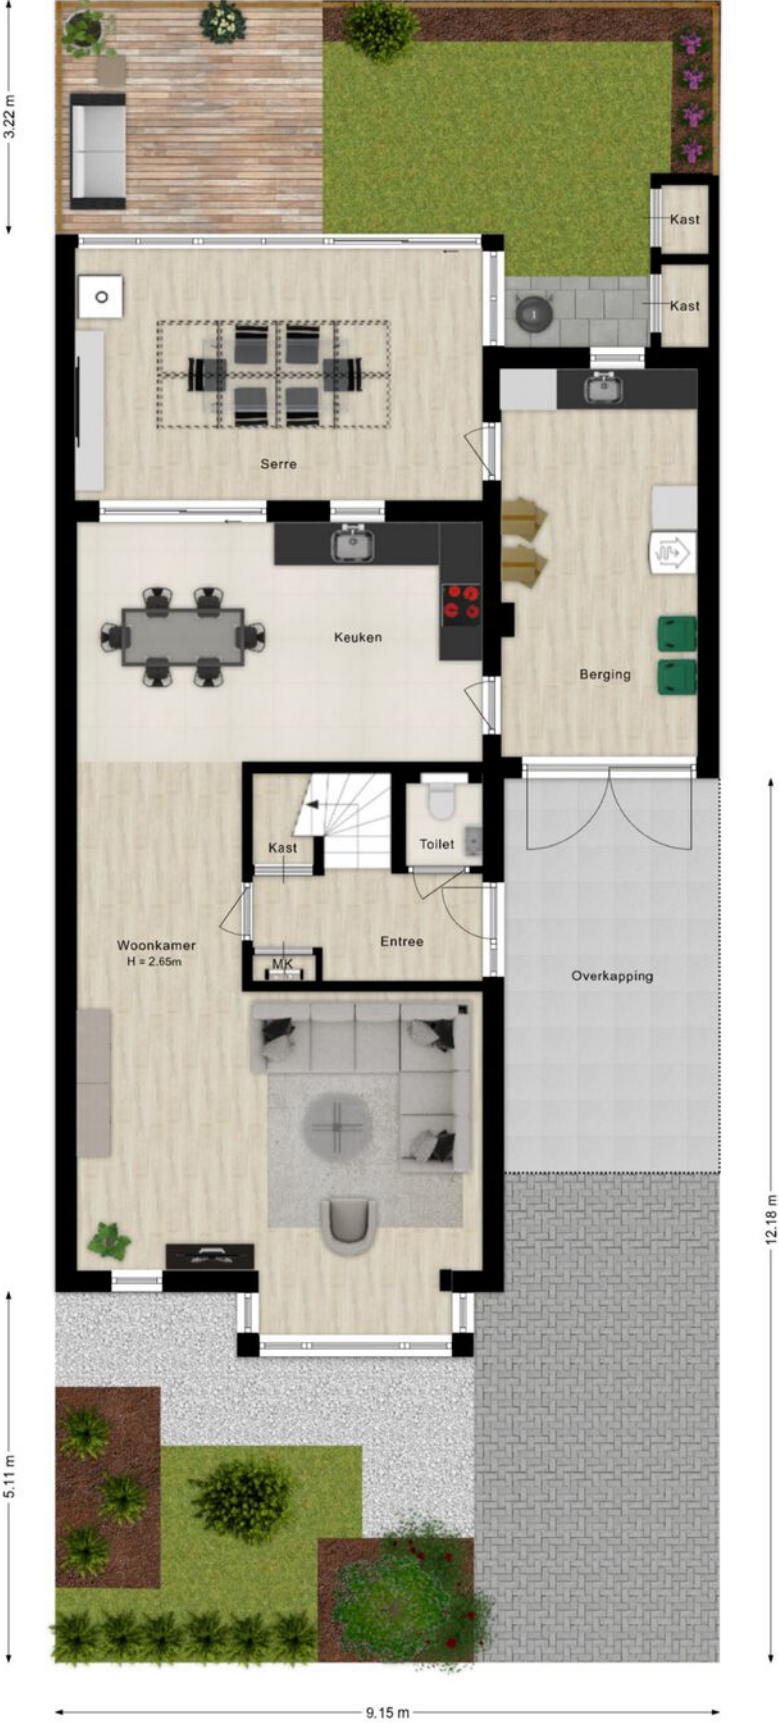 3.22 m
Kast
Kast
Serre
Keuken
Berging
Kast
Toilet
Woonkamer
H = 2.65m
Entree
MK
Overkapping
12.18 m
5.11 m
9.15 m